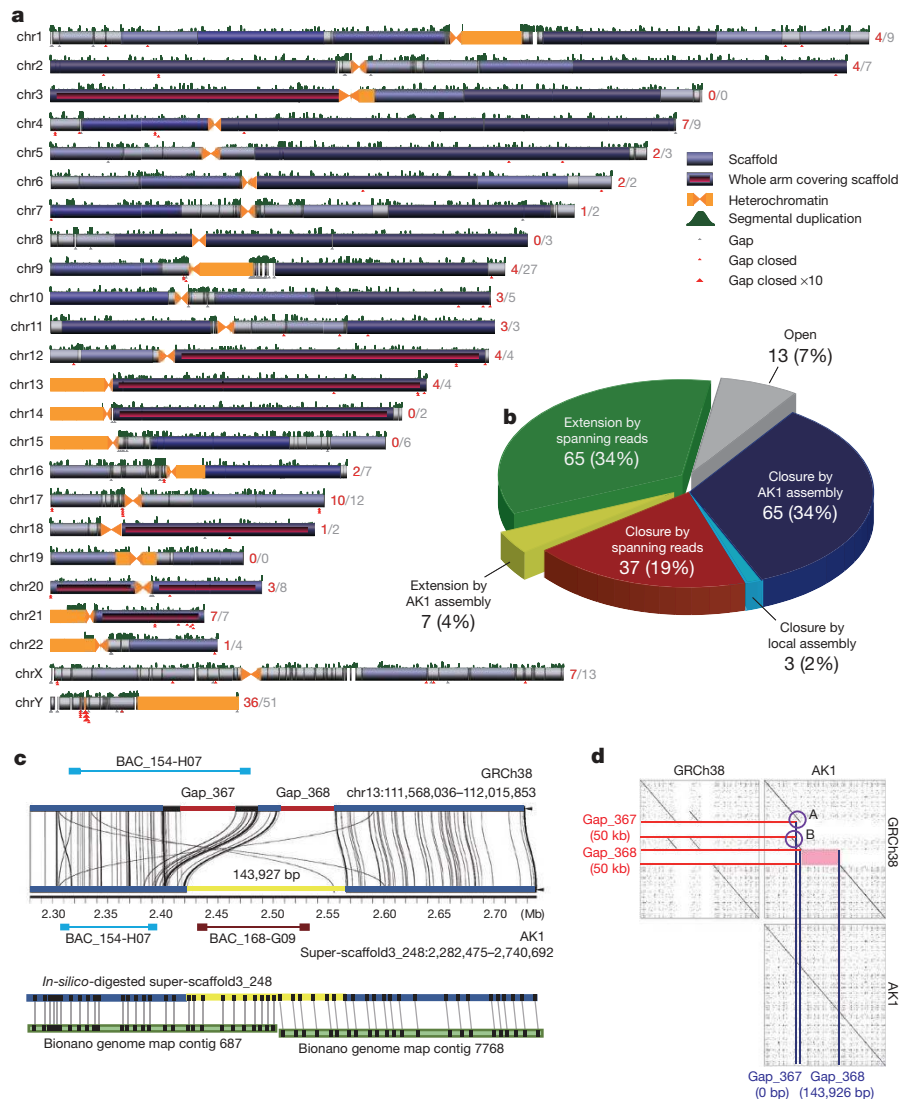 a
chr1 4/9
chr2 4/7
chr3 0/0
chr4 7/9
chr5 2/3
chr6 2/2
chr7 1/2
chr8 0/3
chr9 4/27
chr10 3/5
chr11 3/3
chr12 4/4
chr13 4/4
chr14 0/2
chr15 0/6
chr16 2/7
chr17 10/12
chr18 1/2
chr19 0/0
chr20 3/8
chr21 7/7
chr22 1/4
chrX 7/13
chrY 36/51
Scaffold
Whole arm covering scaffold
Heterochromatin
Segmental duplication
Gap
Gap closed
Gap closed ×10
b
Open
13 (7%)
Extension by
spanning reads
65 (34%)
Closure by
AK1 assembly
65 (34%)
Closure by
spanning reads
37 (19%)
Extension by
AK1 assembly
7 (4%)
Closure by
local assembly
3 (2%)
c
BAC_154-H07
GRCh38
Gap_367 Gap_368 chr13:111,568,036–112,015,853
143,927 bp
2.30 2.35 2.40 2.45 2.50 2.55 2.60 2.65 2.70 (Mb)
BAC_154-H07 BAC_168-G09 AK1
Super-scaffold3_248:2,282,475–2,740,692
In-silico-digested super-scaffold3_248
Bionano genome map contig 687 Bionano genome map contig 7768
d
GRCh38 AK1
A
B
Gap_367
(50 kb)
Gap_368
(50 kb)
GRCh38
AK1
Gap_367 Gap_368
(0 bp) (143,926 bp)